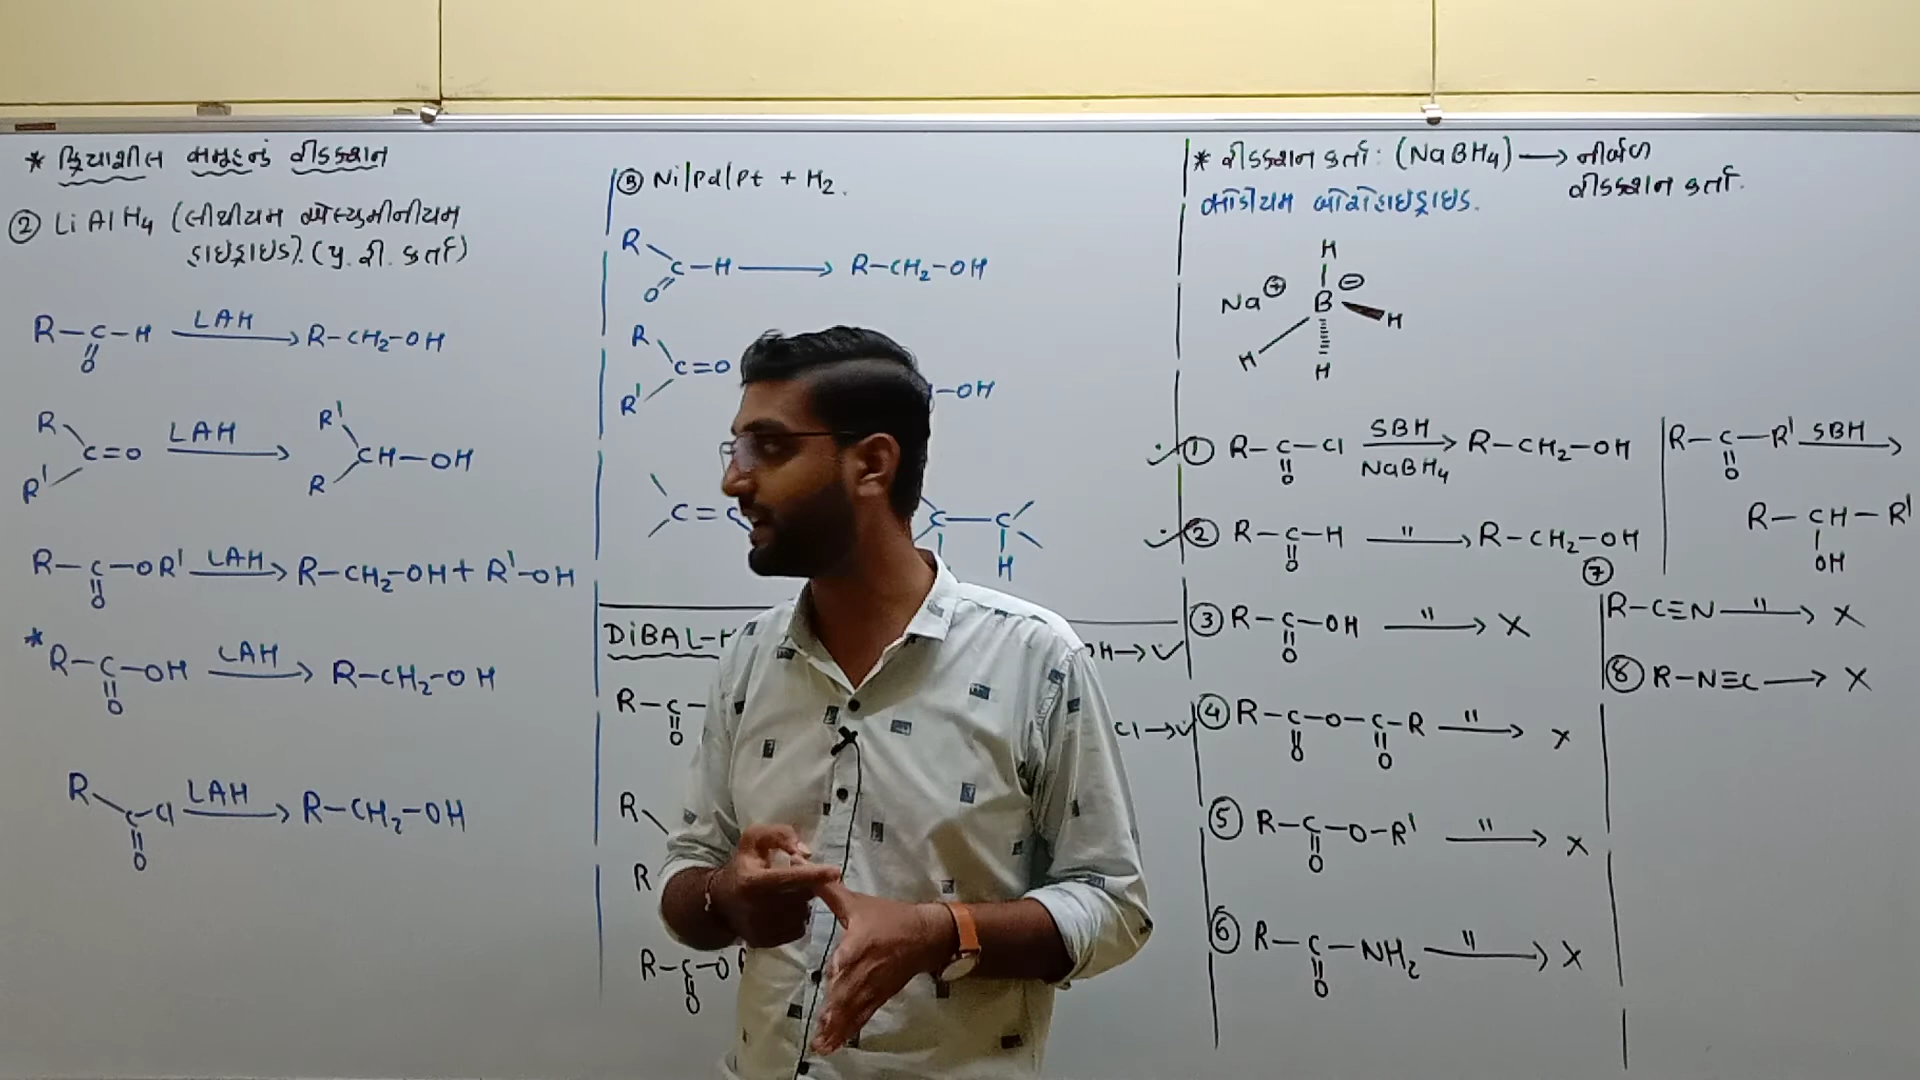 * ક્રિયાશીલ સમૂહનું રીડક્શન
② LiAlH4 (લીથીયમ એલ્યુમીનીયમ
હાઇડ્રાઇડ). (પ્ર. રી. કર્તા)
R–C–H LAH → R–CH2–OH
O
R
C=O LAH → CH–OH
R'
R'
R
R–C–OR' LAH → R–CH2–OH + R'–OH
O
* R–C–OH LAH → R–CH2–OH
O
R
C–Cl LAH → R–CH2–OH
O
③ Ni/Pd/Pt + H2.
R
C–H → R–CH2–OH
O
R
C=O
–OH
R'
C=C
C–C
H
DiBAL-H
OH → ✓
R–C–
O
Cl → ✓
R
R
R–C–O
O
* રીડક્શન કર્તા: (NaBH4) → નીર્બળ
રીડક્શન કર્તા.
સોડીયમ બોરોહાઇડ્રાઇડ.
H
Na⊕ B⊖
H
H
H
✓① R–C–Cl SBH → R–CH2–OH
O NaBH4
✓② R–C–H " → R–CH2–OH
O
③ R–C–OH " → X
O
④ R–C–O–C–R " → X
O O
⑤ R–C–O–R' " → X
O
⑥ R–C–NH2 " → X
O
R–C–R' SBH →
O
R–CH–R'
OH
⑦
R–C≡N " → X
⑧ R–N≡C → X